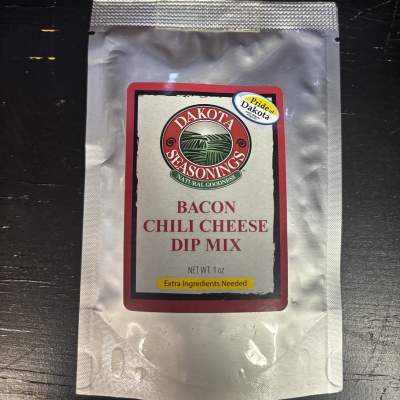 DAKOTA
SEASONINGS
NATURAL GOODNESS
Pride of
Dakota
BACON
CHILI CHEESE
DIP MIX
NET WT. 1 oz
Extra Ingredients Needed